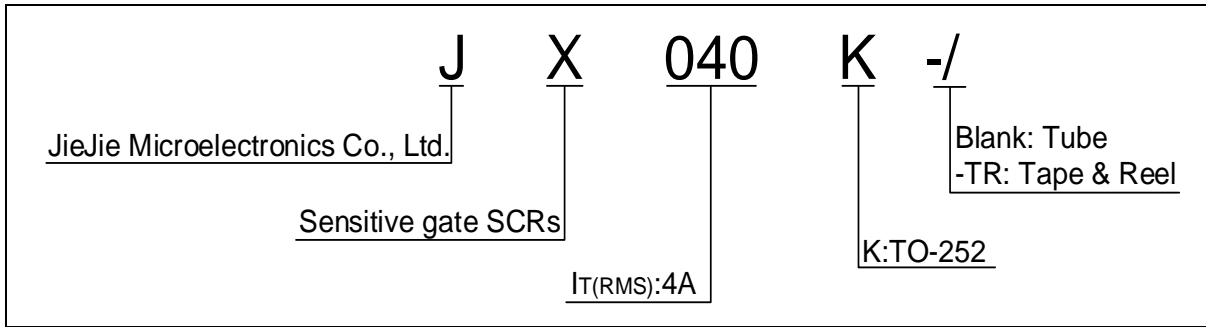 J X 040 K -/
JieJie Microelectronics Co., Ltd.
Blank: Tube
-TR: Tape & Reel
Sensitive gate SCRs
K:TO-252
IT(RMS):4A